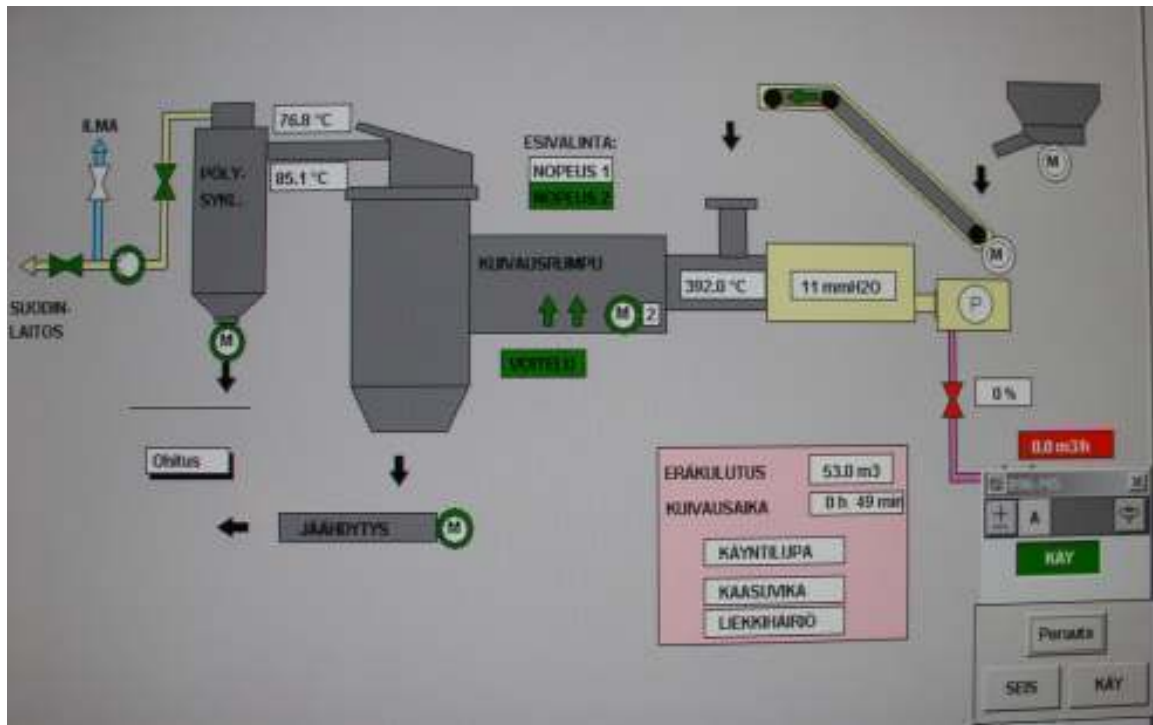 ILMA
76.8 °C
PÖLY-
SYKL.
85.1 °C
ESIVALINTA:
NOPEUS 1
NOPEUS 2
M
M
KUIVAUSRUMPU
392.0 °C
11 mmH2O
P
SUODIN-
LAITOS
M
M
2
VOITELU
0 %
0.0 m3/h
Ohitus
ERÄKULUTUS
53.0 m3
KUIVAUSAIKA
0 h 49 min
JÄÄHDYTYS
M
A
KÄYNTILUPA
KÄY
KAASUVIKA
LIEKKIHÄIRIÖ
Peruuta
SEIS
KÄY